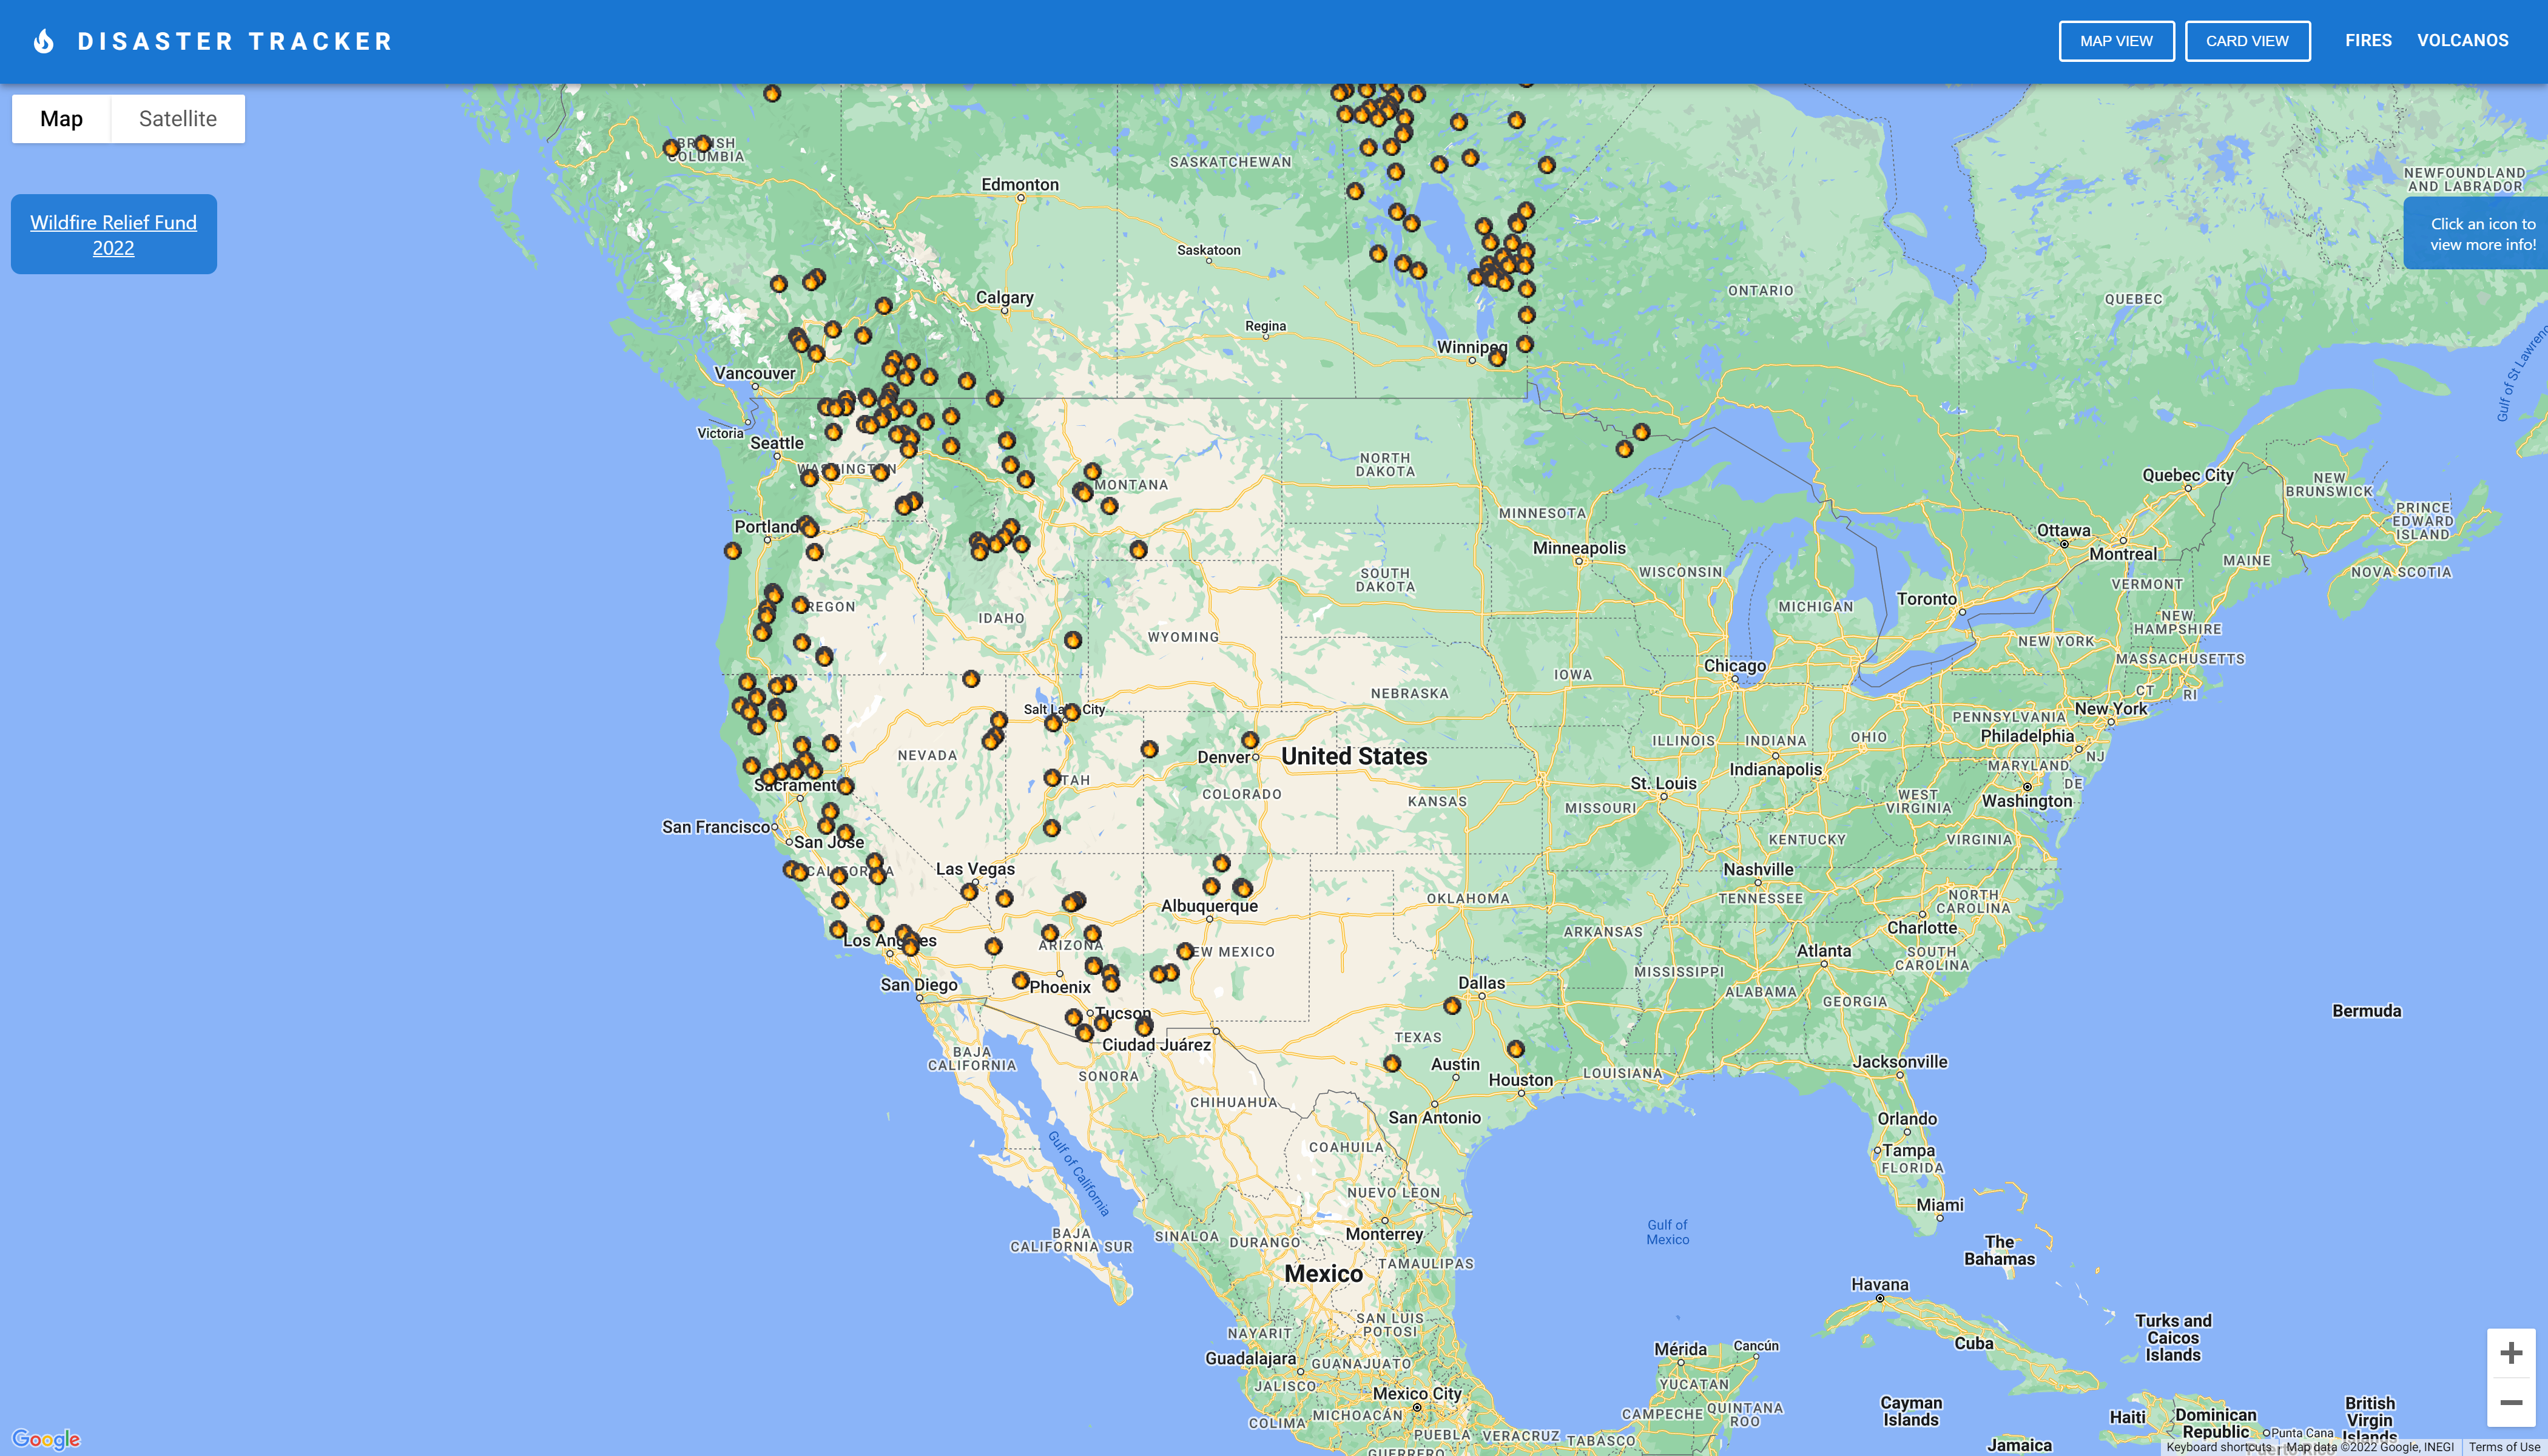 DISASTER TRACKER
MAP VIEW
CARD VIEW
FIRES
VOLCANOS
Map
Satellite
Wildfire Relief Fund
2022
Click an icon to
view more info!
BRITISH
COLUMBIA
SASKATCHEWAN
NEWFOUNDLAND
AND LABRADOR
Edmonton
Saskatoon
Calgary
ONTARIO
QUEBEC
Regina
Winnipeg
Vancouver
Gulf of St Lawrenc
Victoria
Seattle
WASHINGTON
NORTH
DAKOTA
MONTANA
Quebec City
NEW
BRUNSWICK
PRINCE
EDWARD
ISLAND
MINNESOTA
Portland
Ottawa
Montreal
Minneapolis
MAINE
WISCONSIN
SOUTH
DAKOTA
NOVA SCOTIA
VERMONT
Toronto
MICHIGAN
OREGON
IDAHO
NEW
HAMPSHIRE
WYOMING
NEW YORK
MASSACHUSETTS
Chicago
IOWA
NEBRASKA
CT
RI
Salt Lake City
New York
PENNSYLVANIA
Philadelphia
NEVADA
Denver
United States
ILLINOIS
INDIANA
OHIO
NJ
MARYLAND
Indianapolis
UTAH
Sacramento
COLORADO
KANSAS
MISSOURI
St. Louis
DE
WEST
VIRGINIA
Washington
San Francisco
San Jose
KENTUCKY
VIRGINIA
CALIFORNIA
Las Vegas
Nashville
TENNESSEE
OKLAHOMA
NORTH
CAROLINA
Albuquerque
Charlotte
Los Angeles
ARIZONA
NEW MEXICO
ARKANSAS
Atlanta
SOUTH
CAROLINA
MISSISSIPPI
San Diego
Phoenix
Dallas
ALABAMA
GEORGIA
Bermuda
Tucson
TEXAS
Ciudad Juárez
BAJA
CALIFORNIA
SONORA
Austin
Houston
LOUISIANA
Jacksonville
CHIHUAHUA
San Antonio
Orlando
Tampa
FLORIDA
COAHUILA
Gulf of California
NUEVO LEON
Miami
Monterrey
Gulf of
Mexico
SINALOA
DURANGO
BAJA
CALIFORNIA SUR
The
Bahamas
TAMAULIPAS
Mexico
Havana
SAN LUIS
POTOSI
NAYARIT
Turks and
Caicos
Islands
Cuba
Mérida
Cancún
Guadalajara
GUANAJUATO
JALISCO
YUCATAN
Mexico City
Cayman
Islands
CAMPECHE
QUINTANA
ROO
COLIMA
MICHOACÁN
Haiti
Dominican
Republic
Punta Cana
British
Virgin
Islands
PUEBLA
VERACRUZ
TABASCO
GUERRERO
Jamaica
Puerto Rico
Google
Keyboard shortcuts
Map data ©2022 Google, INEGI
Terms of Use